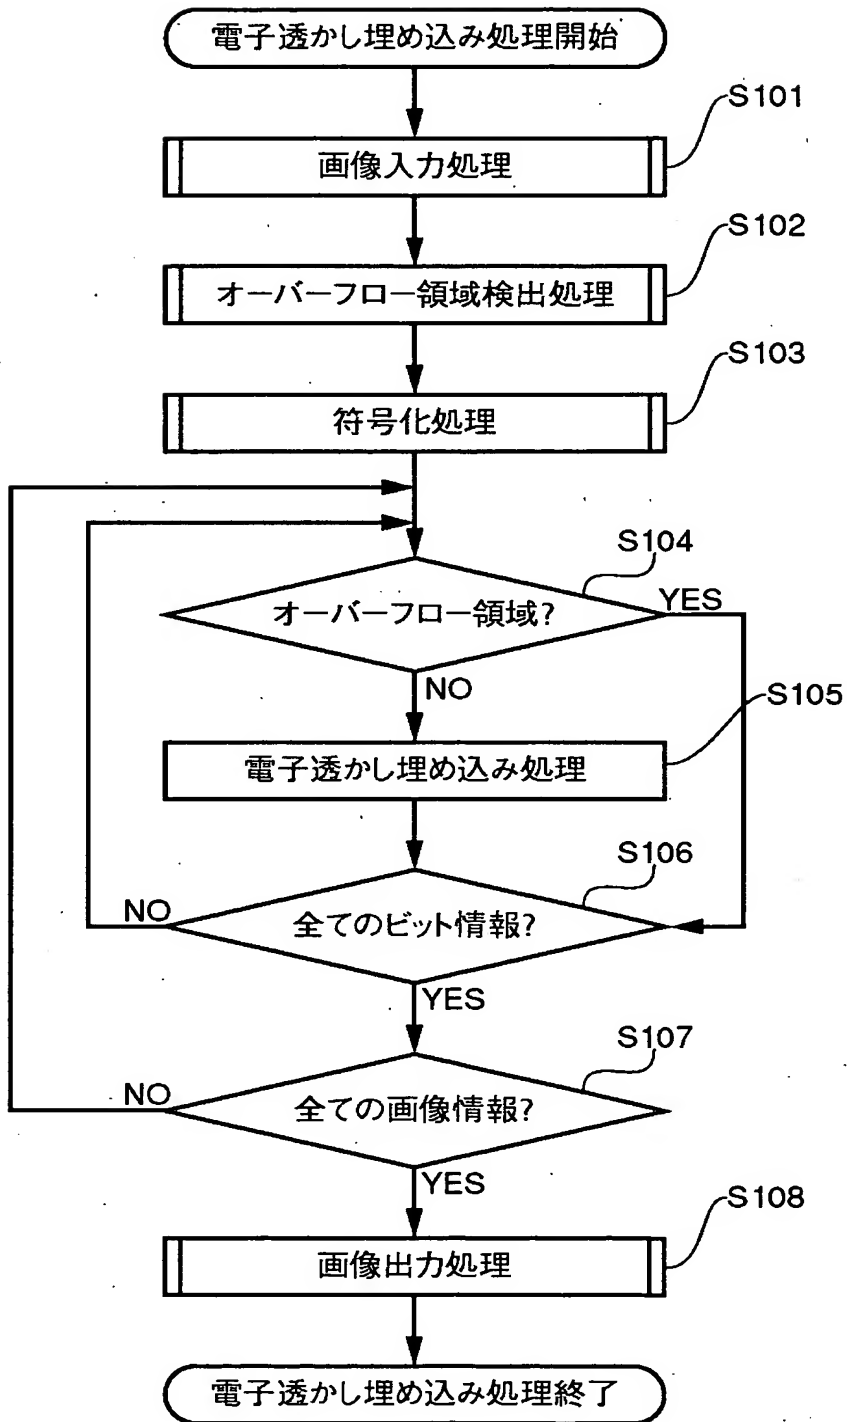 電子透かし埋め込み処理開始
S101
画像入力処理
S102
オーバーフロー領域検出処理
S103
符号化処理
S104
オーバーフロー領域?
YES
NO
S105
電子透かし埋め込み処理
S106
全てのビット情報?
NO
YES
S107
全ての画像情報?
NO
YES
S108
画像出力処理
電子透かし埋め込み処理終了